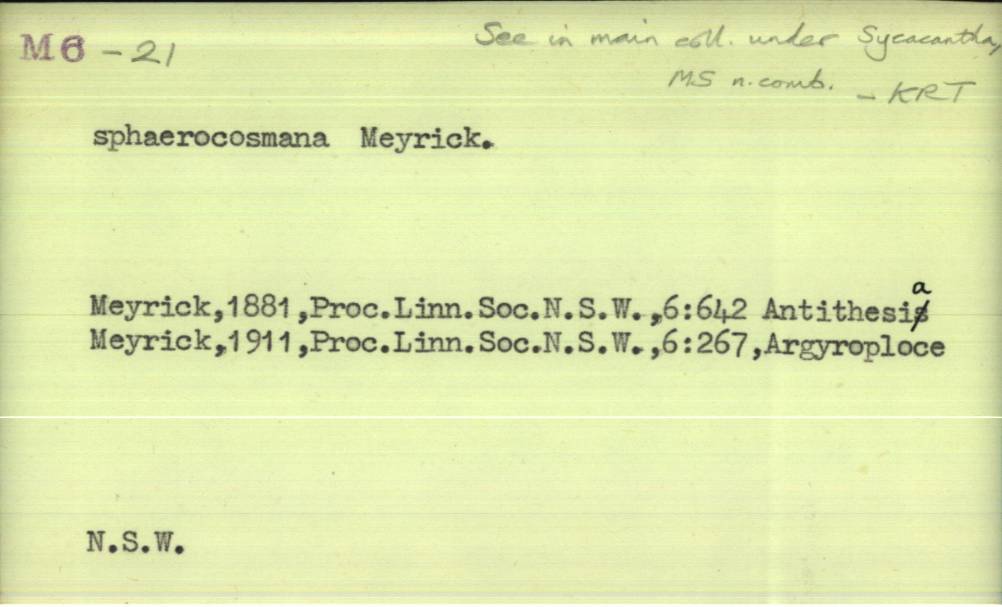 M6 - 21
See in main coll. under Sycacantha,
MS n.comb. - KRT
sphaerocosmana Meyrick.
Meyrick,1881,Proc.Linn.Soc.N.S.W.,6:642 Antithesia
Meyrick,1911,Proc.Linn.Soc.N.S.W.,6:267,Argyroploce
N.S.W.